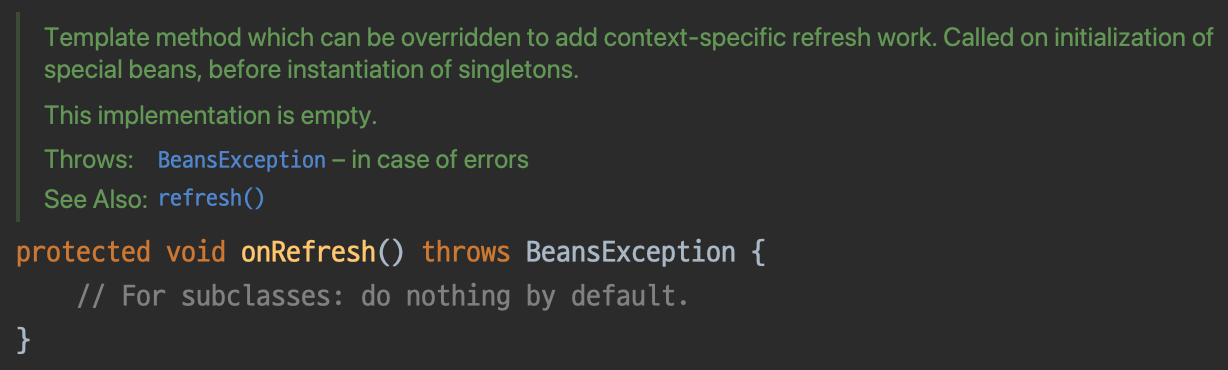 Template method which can be overridden to add context-specific refresh work. Called on initialization of
special beans, before instantiation of singletons.
This implementation is empty.
Throws: BeansException – in case of errors
See Also: refresh()
protected void onRefresh() throws BeansException {
    // For subclasses: do nothing by default.
}